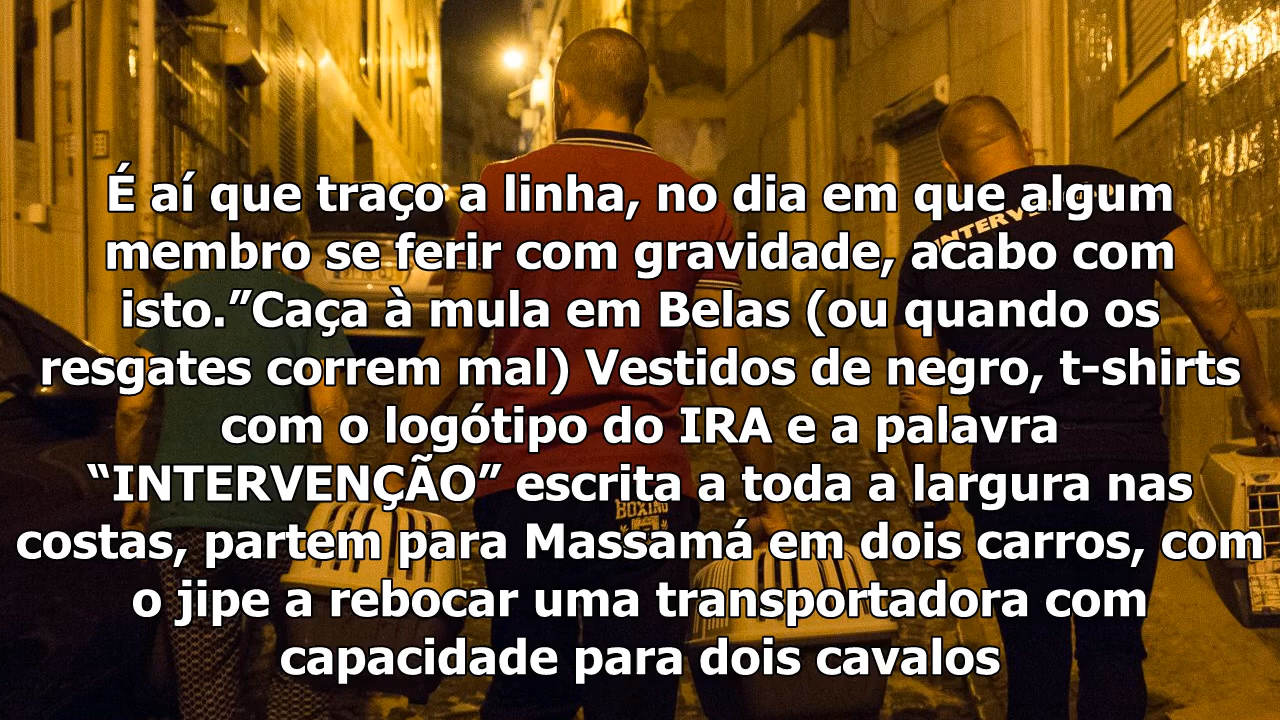 É aí que traço a linha, no dia em que algum
membro se ferir com gravidade, acabo com
isto.”Caça à mula em Belas (ou quando os
resgates correm mal) Vestidos de negro, t-shirts
com o logótipo do IRA e a palavra
“INTERVENÇÃO” escrita a toda a largura nas
costas, partem para Massamá em dois carros, com
o jipe a rebocar uma transportadora com
capacidade para dois cavalos
BOXING